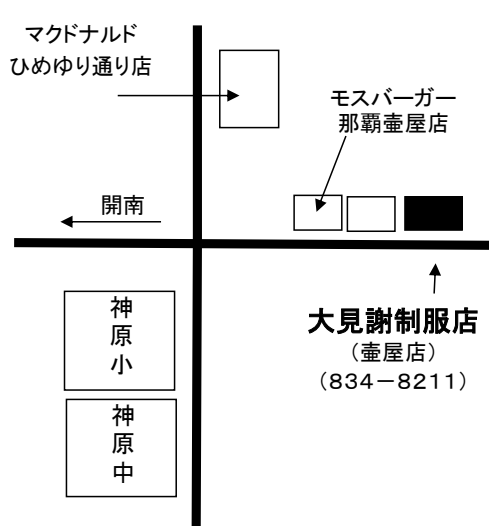 マクドナルド
ひめゆり通り店
モスバーガー
那覇壷屋店
開南
神原小
神原中
大見謝制服店
(壷屋店)
(834－8211)